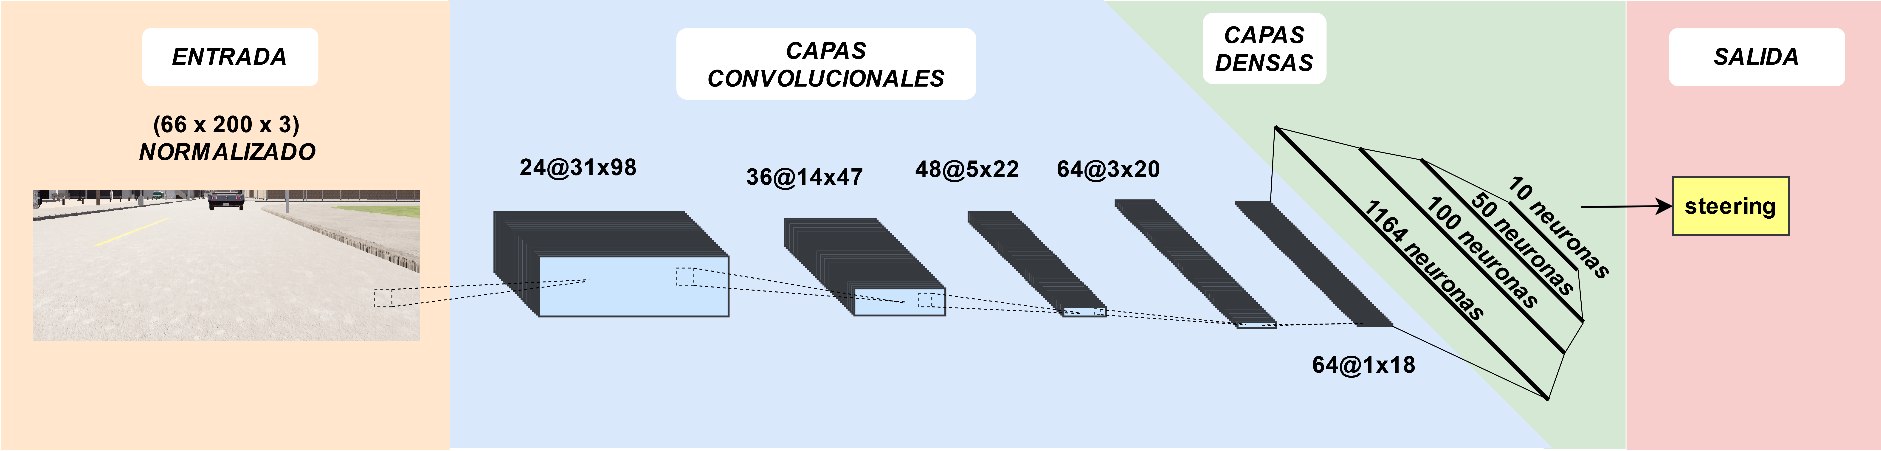 ENTRADA
(66 x 200 x 3)
NORMALIZADO
CAPAS
CONVOLUCIONALES
24@31x98
36@14x47
48@5x22
64@3x20
64@1x18
CAPAS
DENSAS
1164 neuronas
100 neuronas
50 neuronas
10 neuronas
SALIDA
steering